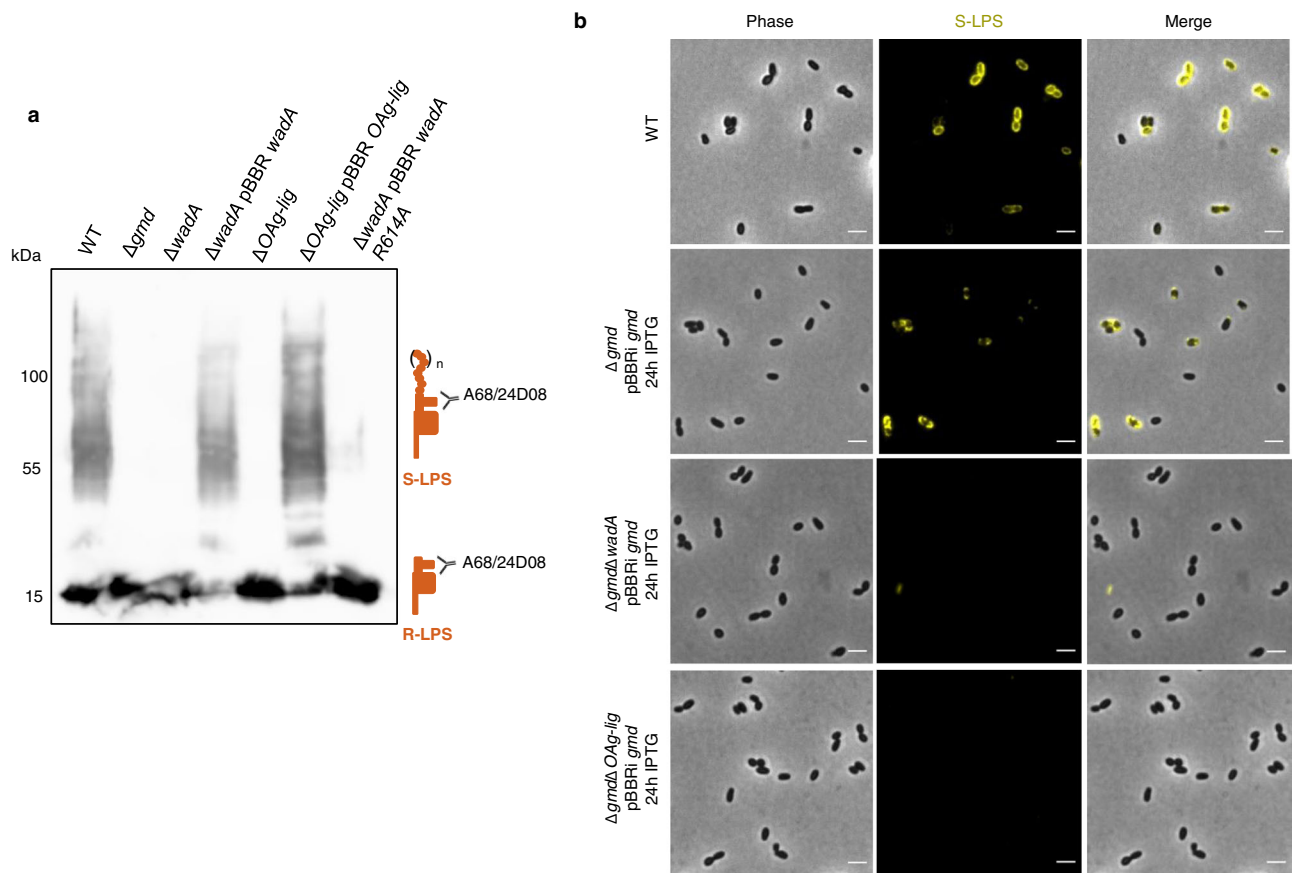 a
kDa
WT
Δgmd
ΔwadA
ΔwadA pBBR wadA
ΔOAg-lig
ΔOAg-lig pBBR OAg-lig
ΔwadA pBBR wadA
R614A
100
55
15
n
A68/24D08
S-LPS
A68/24D08
R-LPS
b
Phase
S-LPS
Merge
WT
Δgmd
pBBRi gmd
24h IPTG
ΔgmdΔwadA
pBBRi gmd
24h IPTG
ΔgmdΔOAg-lig
pBBRi gmd
24h IPTG